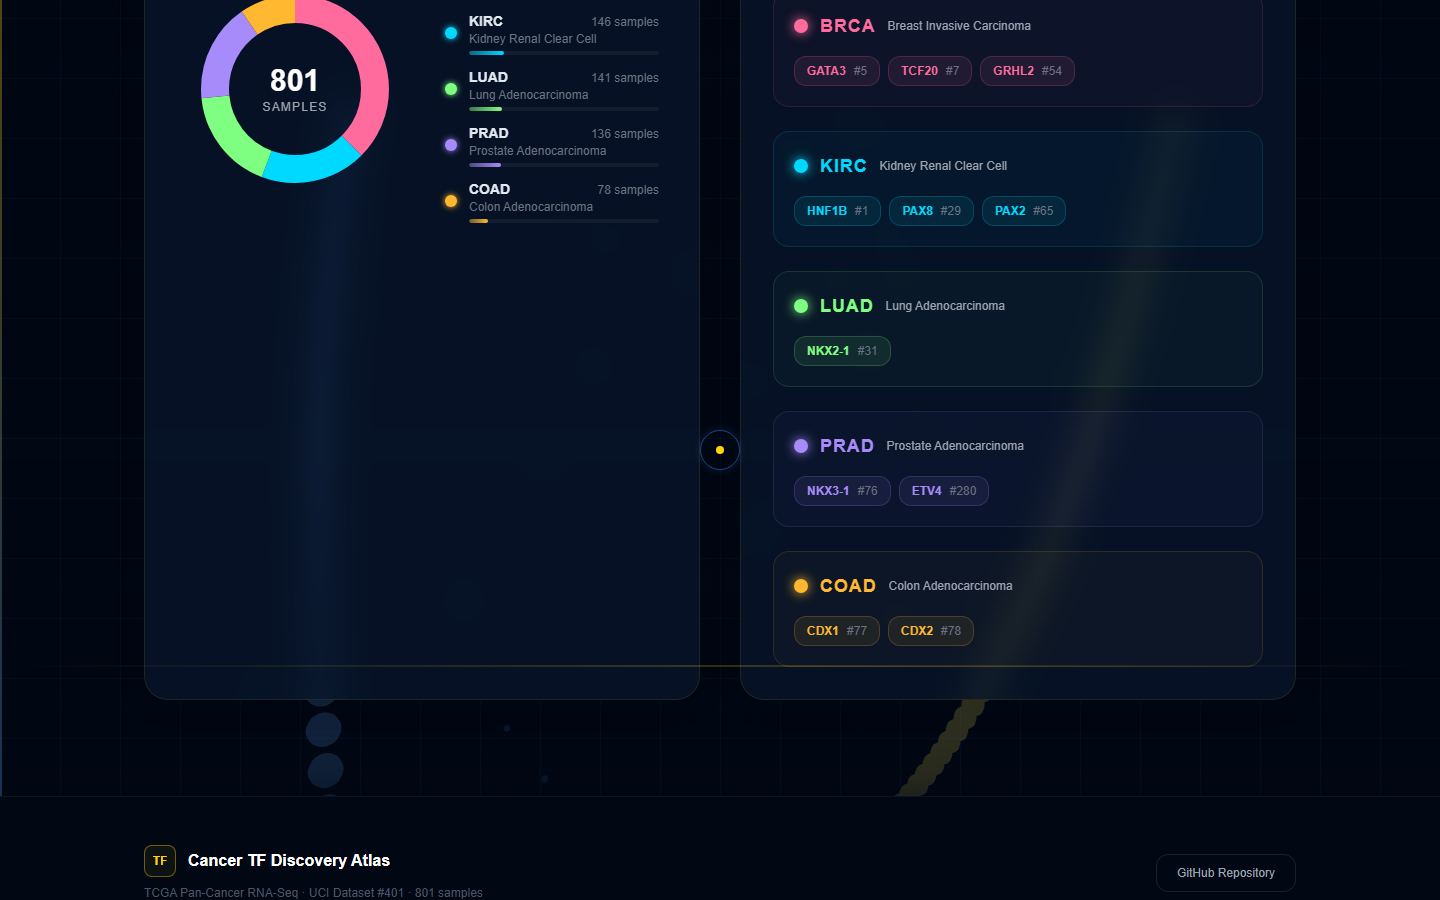 801
SAMPLES
KIRC 146 samples
Kidney Renal Clear Cell
LUAD 141 samples
Lung Adenocarcinoma
PRAD 136 samples
Prostate Adenocarcinoma
COAD 78 samples
Colon Adenocarcinoma
BRCA Breast Invasive Carcinoma
GATA3 #5 TCF20 #7 GRHL2 #54
KIRC Kidney Renal Clear Cell
HNF1B #1 PAX8 #29 PAX2 #65
LUAD Lung Adenocarcinoma
NKX2-1 #31
PRAD Prostate Adenocarcinoma
NKX3-1 #76 ETV4 #280
COAD Colon Adenocarcinoma
CDX1 #77 CDX2 #78
TF Cancer TF Discovery Atlas
TCGA Pan-Cancer RNA-Seq · UCI Dataset #401 · 801 samples
GitHub Repository